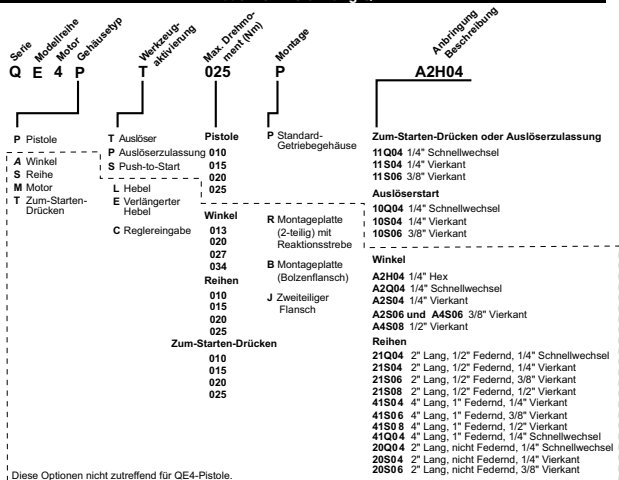 Serie
Modellreihe
Motor
Gehäusetyp
Werkzeug-
aktivierung
Max. Drehmo-
ment (Nm)
Montage
Anbringung
Beschreibung
Q E 4 P T 025 P A2H04
P Pistole
A Winkel
S Reihe
M Motor
T Zum-Starten-
Drücken
T Auslöser
P Auslöserzulassung
S Push-to-Start
L Hebel
E Verlängerter
Hebel
C Reglereingabe
Pistole
010
015
020
025
Winkel
013
020
027
034
Reihen
010
015
020
025
Zum-Starten-Drücken
010
015
020
025
P Standard-
Getriebegehäuse
R Montageplatte
(2-teilig) mit
Reaktionsstrebe
B Montageplatte
(Bolzenflansch)
J Zweiteiliger
Flansch
Zum-Starten-Drücken oder Auslöserzulassung
11Q04 1/4" Schnellwechsel
11S04 1/4" Vierkant
11S06 3/8" Vierkant
Auslöserstart
10Q04 1/4" Schnellwechsel
10S04 1/4" Vierkant
10S06 3/8" Vierkant
Winkel
A2H04 1/4" Hex
A2Q04 1/4" Schnellwechsel
A2S04 1/4" Vierkant
A2S06 und A4S06 3/8" Vierkant
A4S08 1/2" Vierkant
Reihen
21Q04 2" Lang, 1/2" Federnd, 1/4" Schnellwechsel
21S04 2" Lang, 1/2" Federnd, 1/4" Vierkant
21S06 2" Lang, 1/2" Federnd, 3/8" Vierkant
21S08 2" Lang, 1/2" Federnd, 1/2" Vierkant
41S04 4" Lang, 1" Federnd, 1/4" Vierkant
41S06 4" Lang, 1" Federnd, 3/8" Vierkant
41S08 4" Lang, 1" Federnd, 1/2" Vierkant
41Q04 4" Lang, 1" Federnd, 1/4" Schnellwechsel
20Q04 2" Lang, nicht Federnd, 1/4" Schnellwechsel
20S04 2" Lang, nicht Federnd, 1/4" Vierkant
20S06 2" Lang, nicht Federnd, 3/8" Vierkant
Diese Optionen nicht zutreffend für QE4-Pistole.